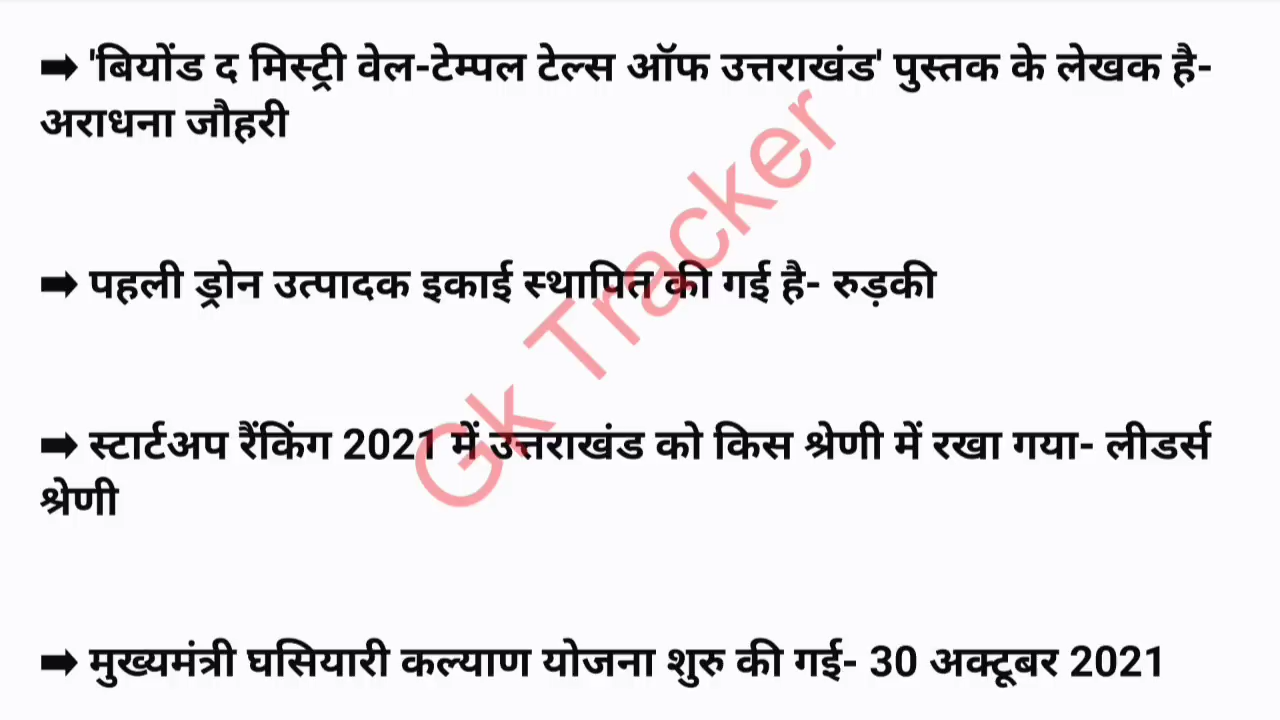 ➡ 'बियोंड द मिस्ट्री वेल-टेम्पल टेल्स ऑफ उत्तराखंड' पुस्तक के लेखक है-
अराधना जौहरी
➡ पहली ड्रोन उत्पादक इकाई स्थापित की गई है- रुड़की
➡ स्टार्टअप रैंकिंग 2021 में उत्तराखंड को किस श्रेणी में रखा गया- लीडर्स
श्रेणी
➡ मुख्यमंत्री घसियारी कल्याण योजना शुरु की गई- 30 अक्टूबर 2021
Gk Tracker